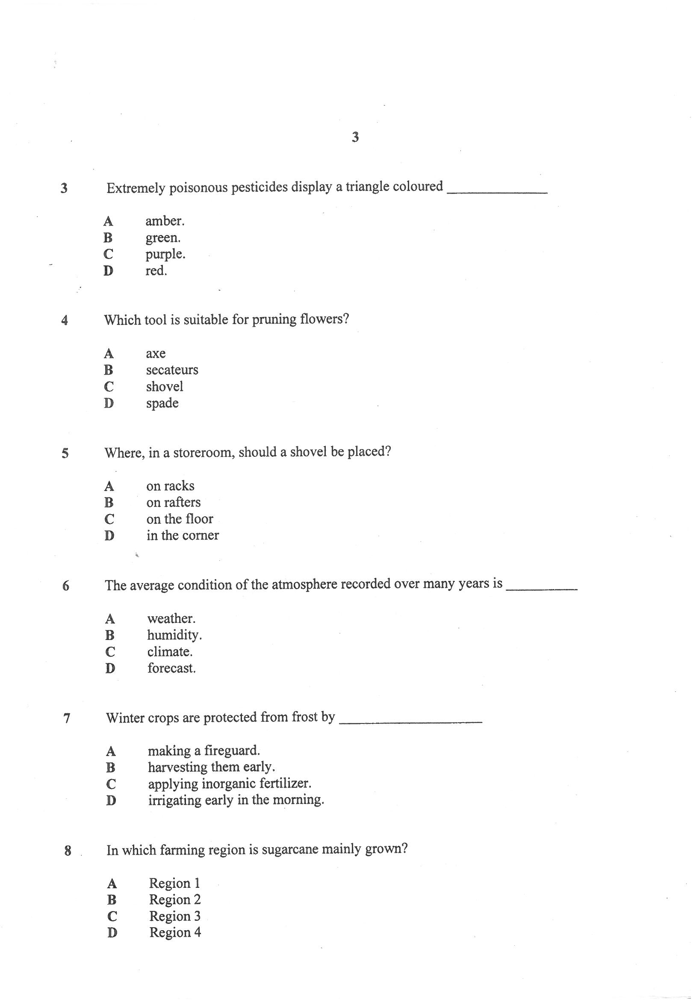 3
3 Extremely poisonous pesticides display a triangle coloured ______________
A amber.
B green.
C purple.
D red.
4 Which tool is suitable for pruning flowers?
A axe
B secateurs
C shovel
D spade
5 Where, in a storeroom, should a shovel be placed?
A on racks
B on rafters
C on the floor
D in the corner
6 The average condition of the atmosphere recorded over many years is __________
A weather.
B humidity.
C climate.
D forecast.
7 Winter crops are protected from frost by ____________________
A making a fireguard.
B harvesting them early.
C applying inorganic fertilizer.
D irrigating early in the morning.
8 In which farming region is sugarcane mainly grown?
A Region 1
B Region 2
C Region 3
D Region 4